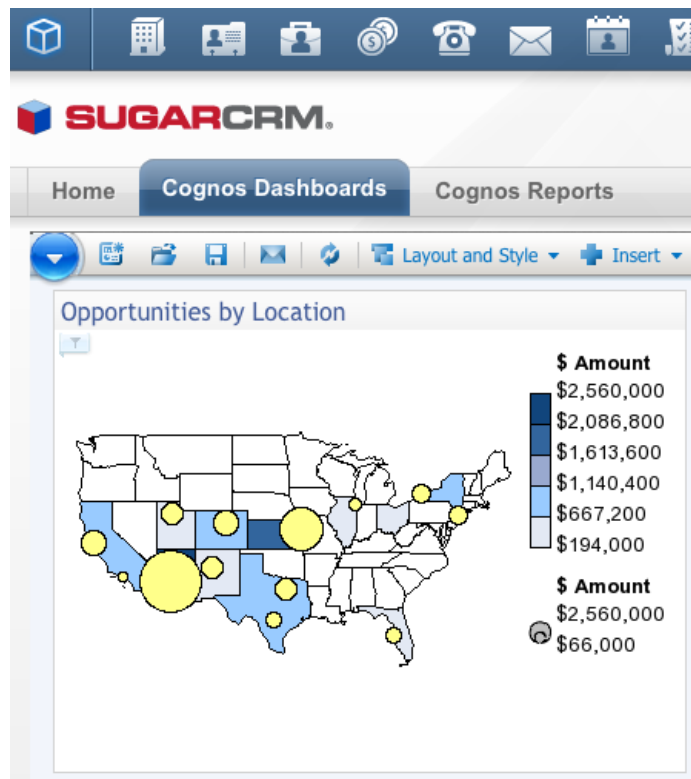 SUGARCRM®
Home Cognos Dashboards Cognos Reports
Layout and Style Insert
Opportunities by Location
$ Amount
$2,560,000
$2,086,800
$1,613,600
$1,140,400
$667,200
$194,000
$ Amount
$2,560,000
$66,000